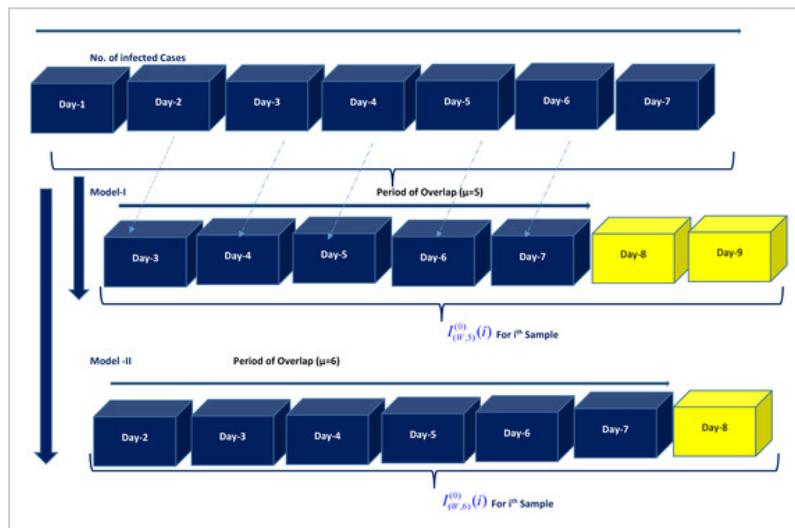 No. of infected Cases
Day-1 Day-2 Day-3 Day-4 Day-5 Day-6 Day-7
Model-I Period of Overlap (μ=5)
Day-3 Day-4 Day-5 Day-6 Day-7 Day-8 Day-9
I^{(0)}_{(W,5)}(i) For i^{th} Sample
Model -II Period of Overlap (μ=6)
Day-2 Day-3 Day-4 Day-5 Day-6 Day-7 Day-8
I^{(0)}_{(W,6)}(i) For i^{th} Sample